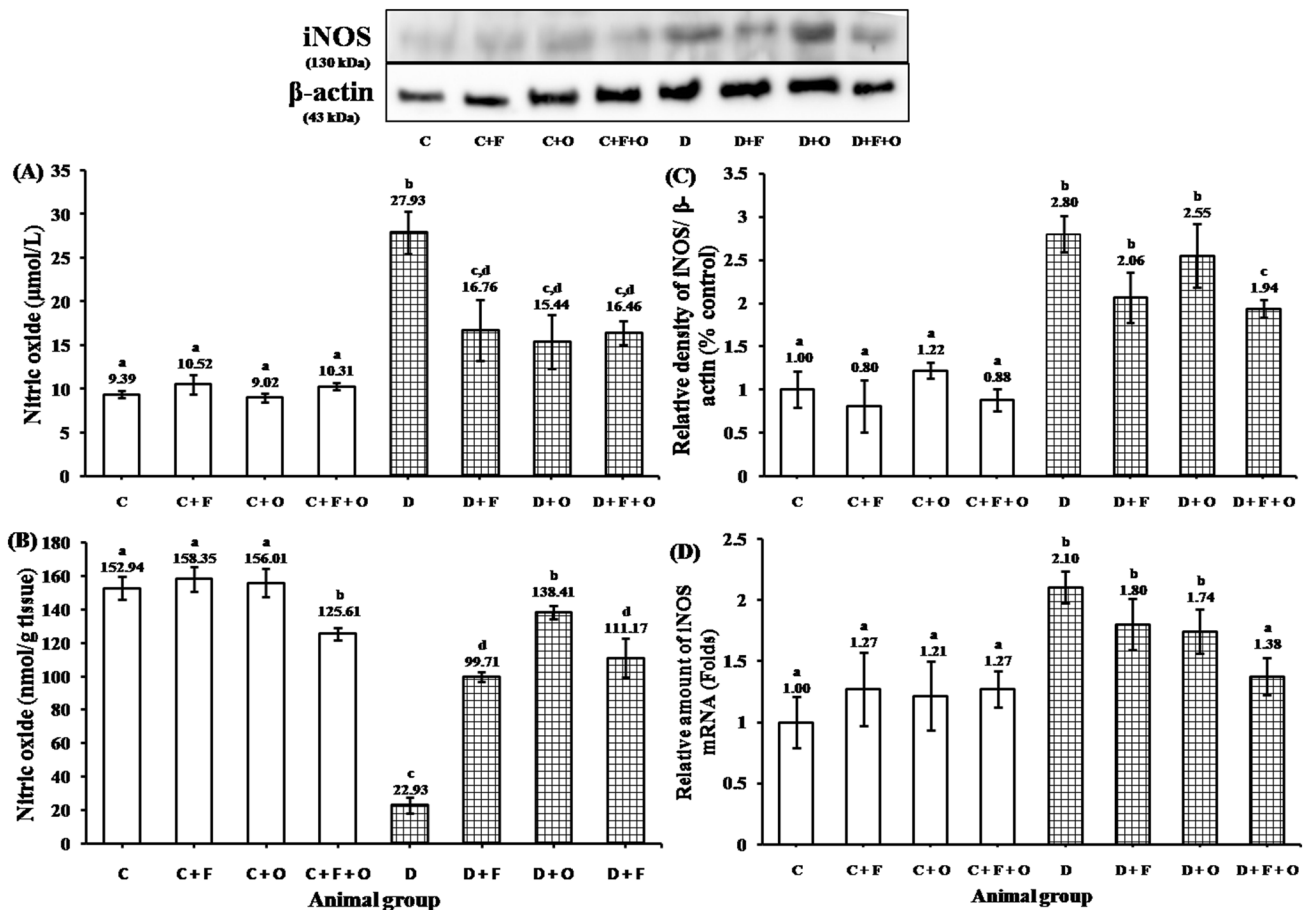 iNOS
(130 kDa)
β-actin
(43 kDa)
C C+F C+O C+F+O D D+F D+O D+F+O
(A)
Nitric oxide (µmol/L)
35
30
25
20
15
10
5
0
a
9.39
a
10.52
a
9.02
a
10.31
b
27.93
c,d
16.76
c,d
15.44
c,d
16.46
C C+F C+O C+F+O D D+F D+O D+F+O
(C)
Relative density of iNOS/ β-
actin (% control)
3.5
3
2.5
2
1.5
1
0.5
0
a
1.00
a
0.80
a
1.22
a
0.88
b
2.80
b
2.06
b
2.55
c
1.94
C C+F C+O C+F+O D D+F D+O D+F+O
(B)
Nitric oxide (nmol/g tissue)
180
160
140
120
100
80
60
40
20
0
a
152.94
a
158.35
a
156.01
b
125.61
c
22.93
d
99.71
b
138.41
d
111.17
C C+F C+O C+F+O D D+F D+O D+F
Animal group
(D)
Relative amount of iNOS
mRNA (Folds)
2.5
2
1.5
1
0.5
0
a
1.00
a
1.27
a
1.21
a
1.27
b
2.10
b
1.80
b
1.74
a
1.38
C C+F C+O C+F+O D D+F D+O D+F+O
Animal group